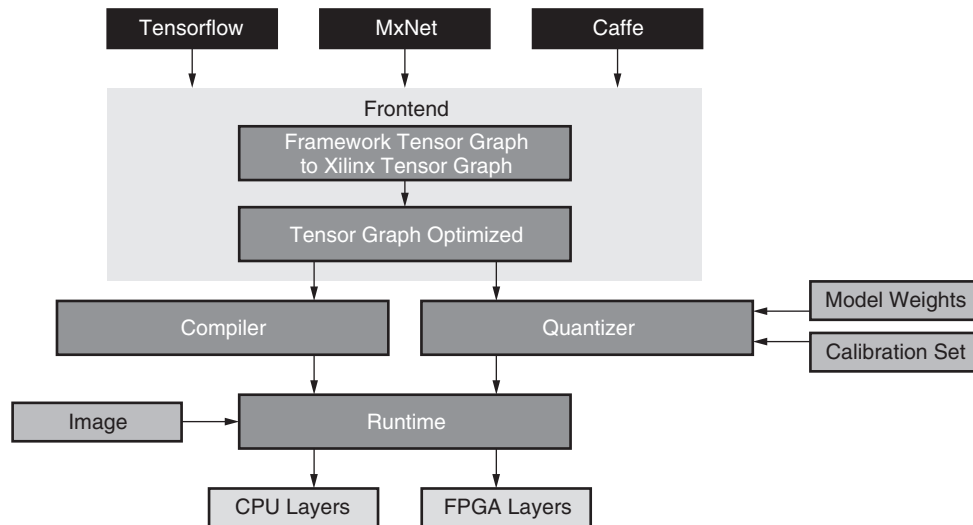 Tensorflow
MxNet
Caffe
Frontend
Framework Tensor Graph
to Xilinx Tensor Graph
Tensor Graph Optimized
Compiler
Quantizer
Model Weights
Calibration Set
Image
Runtime
CPU Layers
FPGA Layers